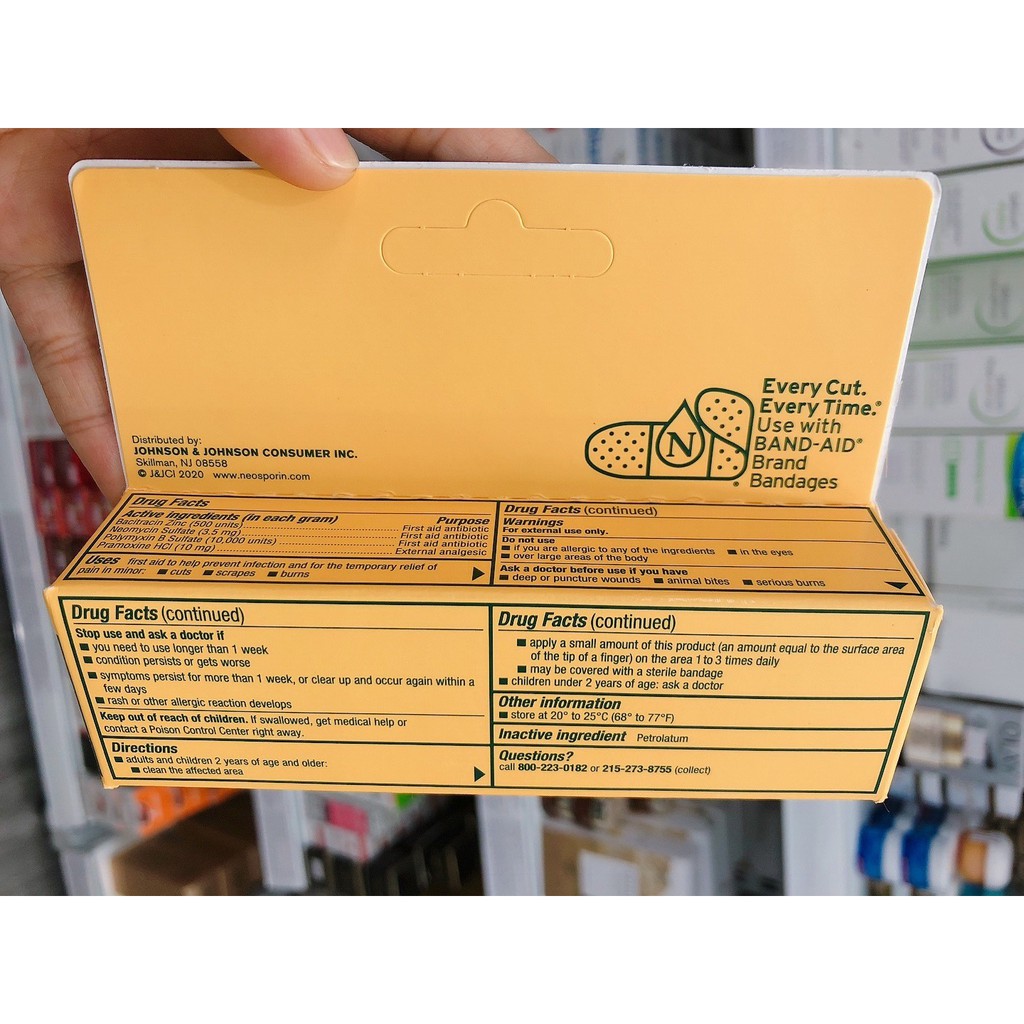 Every Cut.
Every Time.®
Use with
BAND-AID®
Brand
Bandages
N
®
Distributed by:
JOHNSON & JOHNSON CONSUMER INC.
Skillman, NJ 08558
© J&JCI 2020 www.neosporin.com
Drug Facts
Active ingredients (in each gram) Purpose
Bacitracin Zinc (500 units) First aid antibiotic
Neomycin Sulfate (3.5 mg) First aid antibiotic
Polymyxin B Sulfate (10,000 units) First aid antibiotic
Pramoxine HCl (10 mg) External analgesic
Uses first aid to help prevent infection and for the temporary relief of
pain in minor: ■ cuts ■ scrapes ■ burns
Drug Facts (continued)
Warnings
For external use only.
Do not use
■ if you are allergic to any of the ingredients ■ in the eyes
■ over large areas of the body
Ask a doctor before use if you have
■ deep or puncture wounds ■ animal bites ■ serious burns
Drug Facts (continued)
Stop use and ask a doctor if
■ you need to use longer than 1 week
■ condition persists or gets worse
■ symptoms persist for more than 1 week, or clear up and occur again within a
few days
■ rash or other allergic reaction develops
Keep out of reach of children. If swallowed, get medical help or
contact a Poison Control Center right away.
Directions
■ adults and children 2 years of age and older:
■ clean the affected area
Drug Facts (continued)
■ apply a small amount of this product (an amount equal to the surface area
of the tip of a finger) on the area 1 to 3 times daily
■ may be covered with a sterile bandage
■ children under 2 years of age: ask a doctor
Other information
■ store at 20° to 25°C (68° to 77°F)
Inactive ingredient Petrolatum
Questions?
call 800-223-0182 or 215-273-8755 (collect)